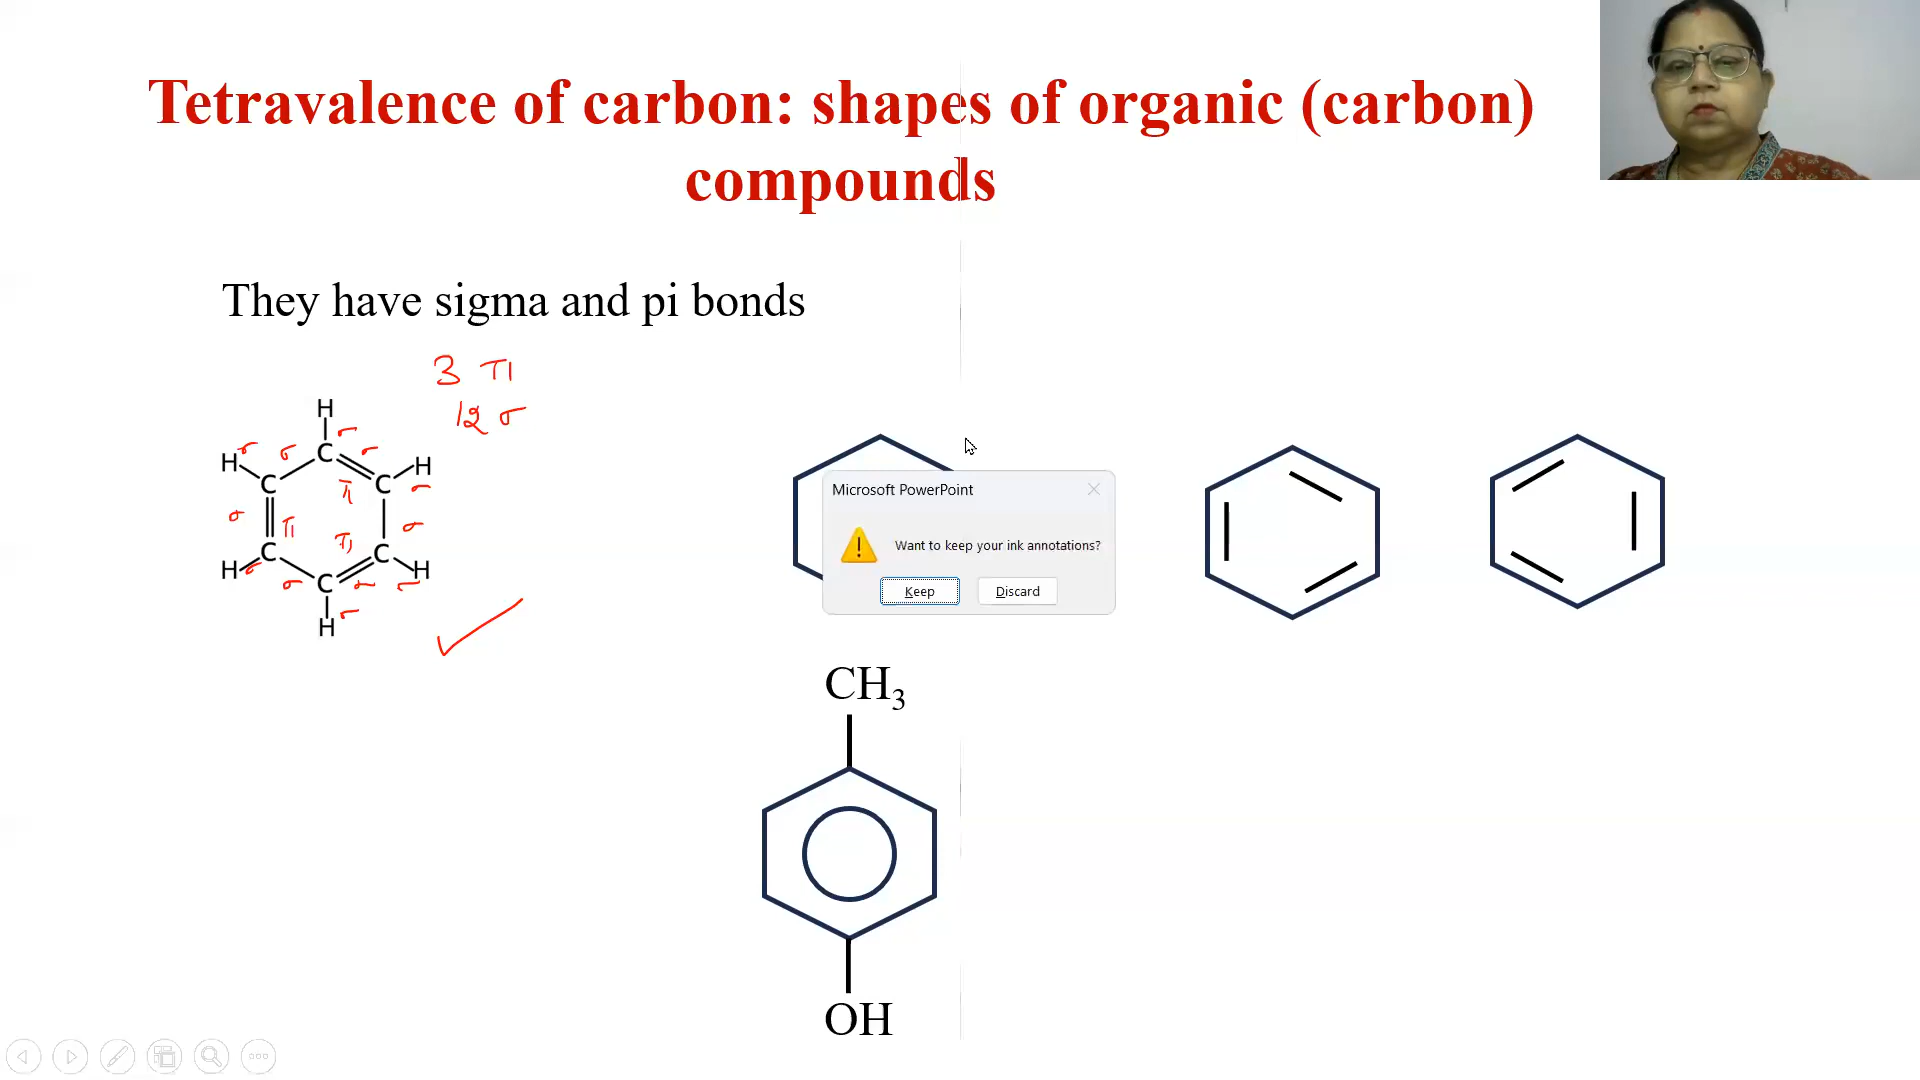 Tetravalence of carbon: shapes of organic (carbon)
compounds
They have sigma and pi bonds
3 π
12 σ
H
H σ σ C σ σ H
C π C σ
σ π π σ
C C
H σ σ C σ σ H
H σ
Microsoft PowerPoint
Want to keep your ink annotations?
Keep Discard
CH₃
OH